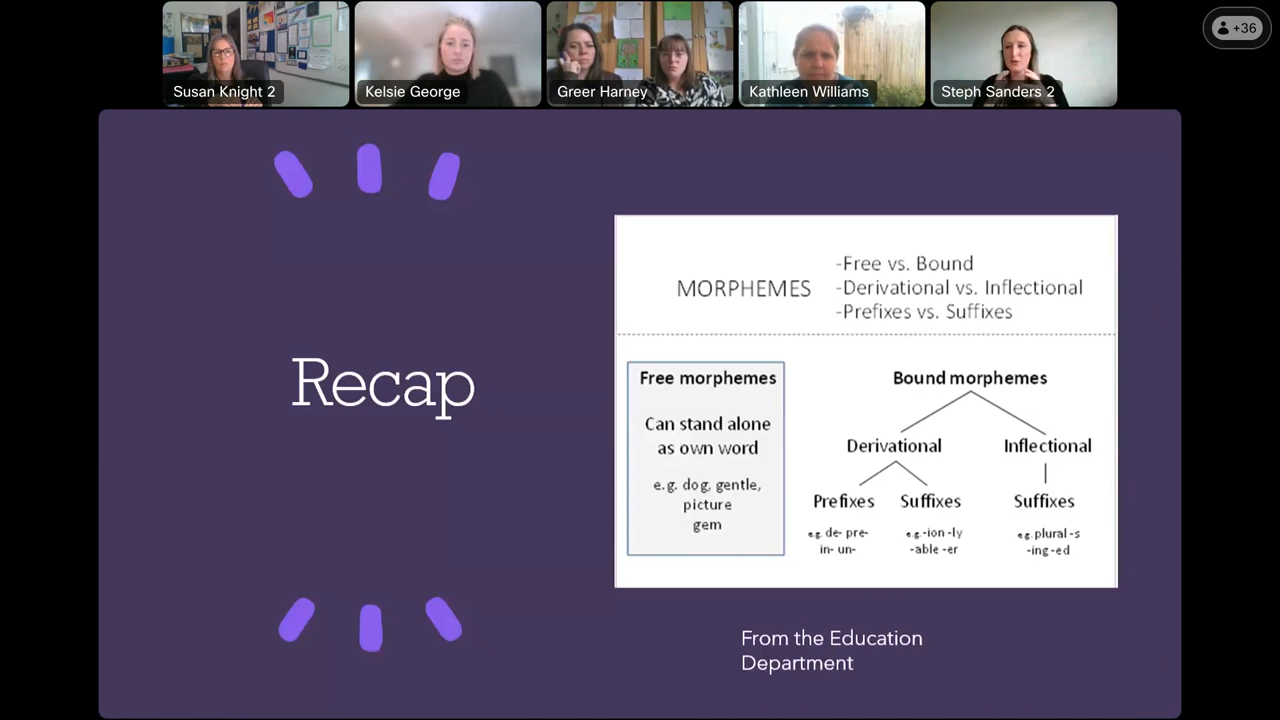 +36
Susan Knight 2
Kelsie George
Greer Harney
Kathleen Williams
Steph Sanders 2
Recap
MORPHEMES
-Free vs. Bound
-Derivational vs. Inflectional
-Prefixes vs. Suffixes
Free morphemes
Can stand alone
as own word
e.g. dog, gentle,
picture
gem
Bound morphemes
Derivational
Inflectional
Prefixes
Suffixes
Suffixes
e.g. de- pre-
in- un-
e.g.-ion -ly
-able -er
e.g. plural -s
-ing -ed
From the Education
Department